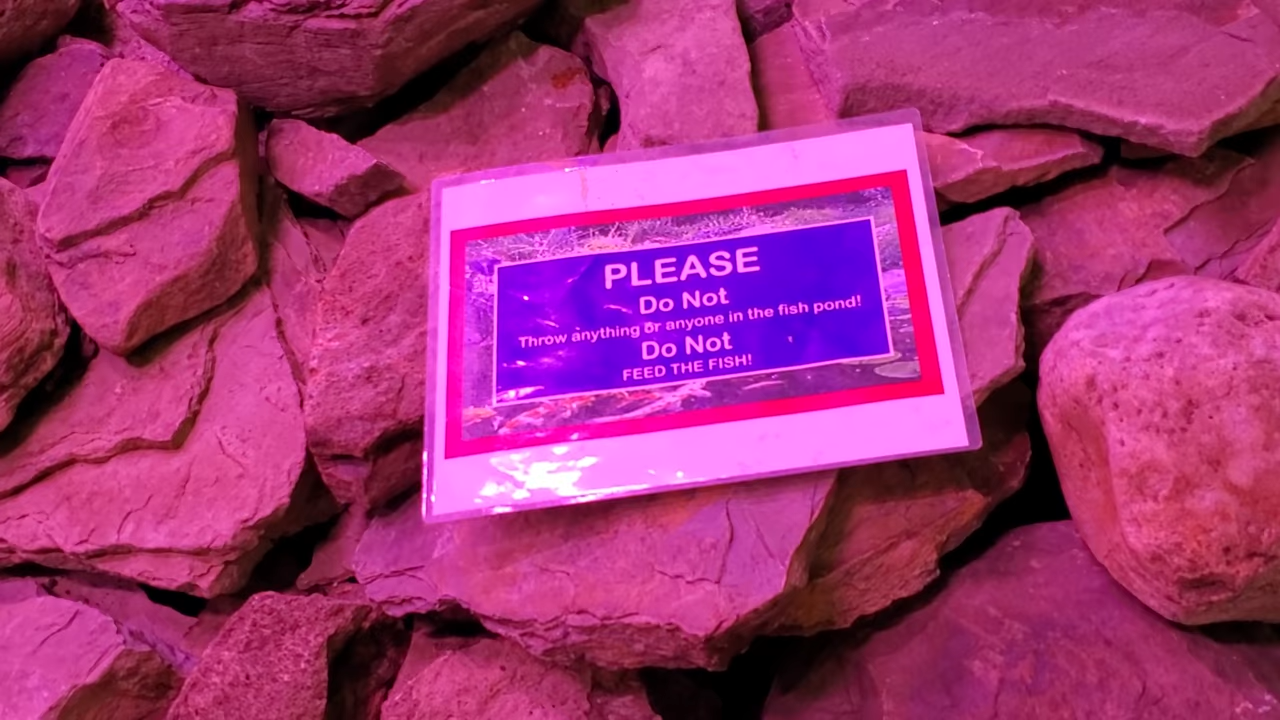 PLEASE
Do Not
Throw anything or anyone in the fish pond!
Do Not
FEED THE FISH!